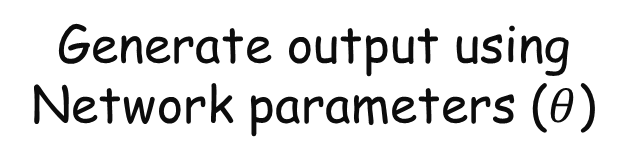 Generate output using
Network parameters (θ)